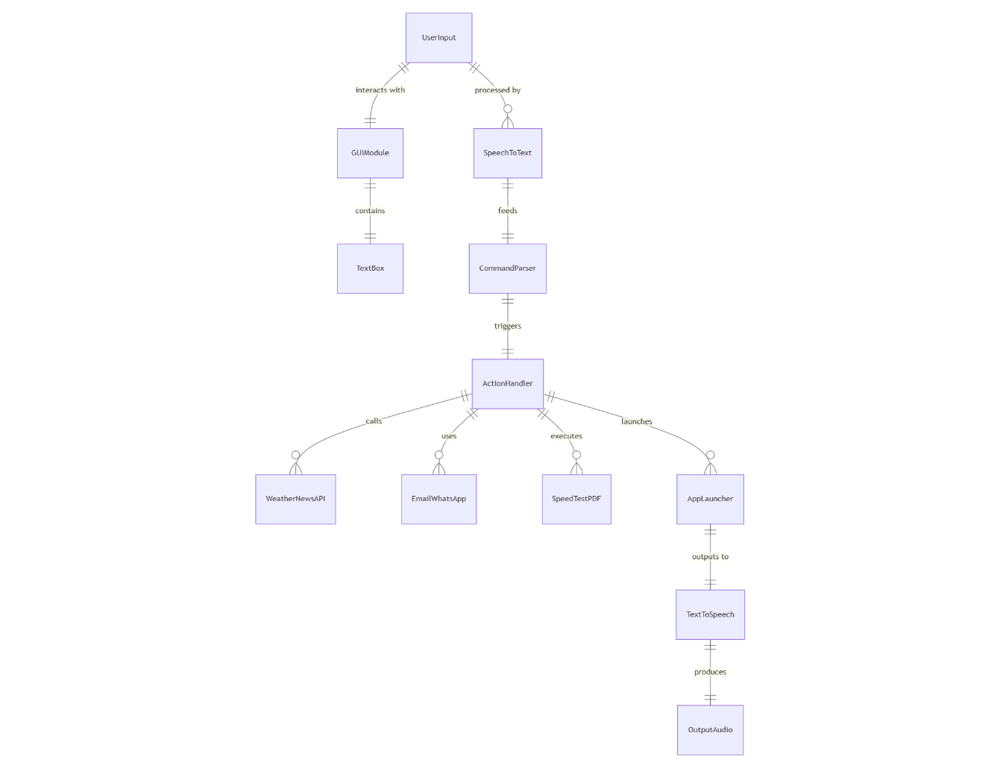 UserInput
interacts with
processed by
GUIModule
SpeechToText
contains
feeds
TextBox
CommandParser
triggers
ActionHandler
calls
uses
executes
launches
WeatherNewsAPI
EmailWhatsApp
SpeedTestPDF
AppLauncher
outputs to
TextToSpeech
produces
OutputAudio